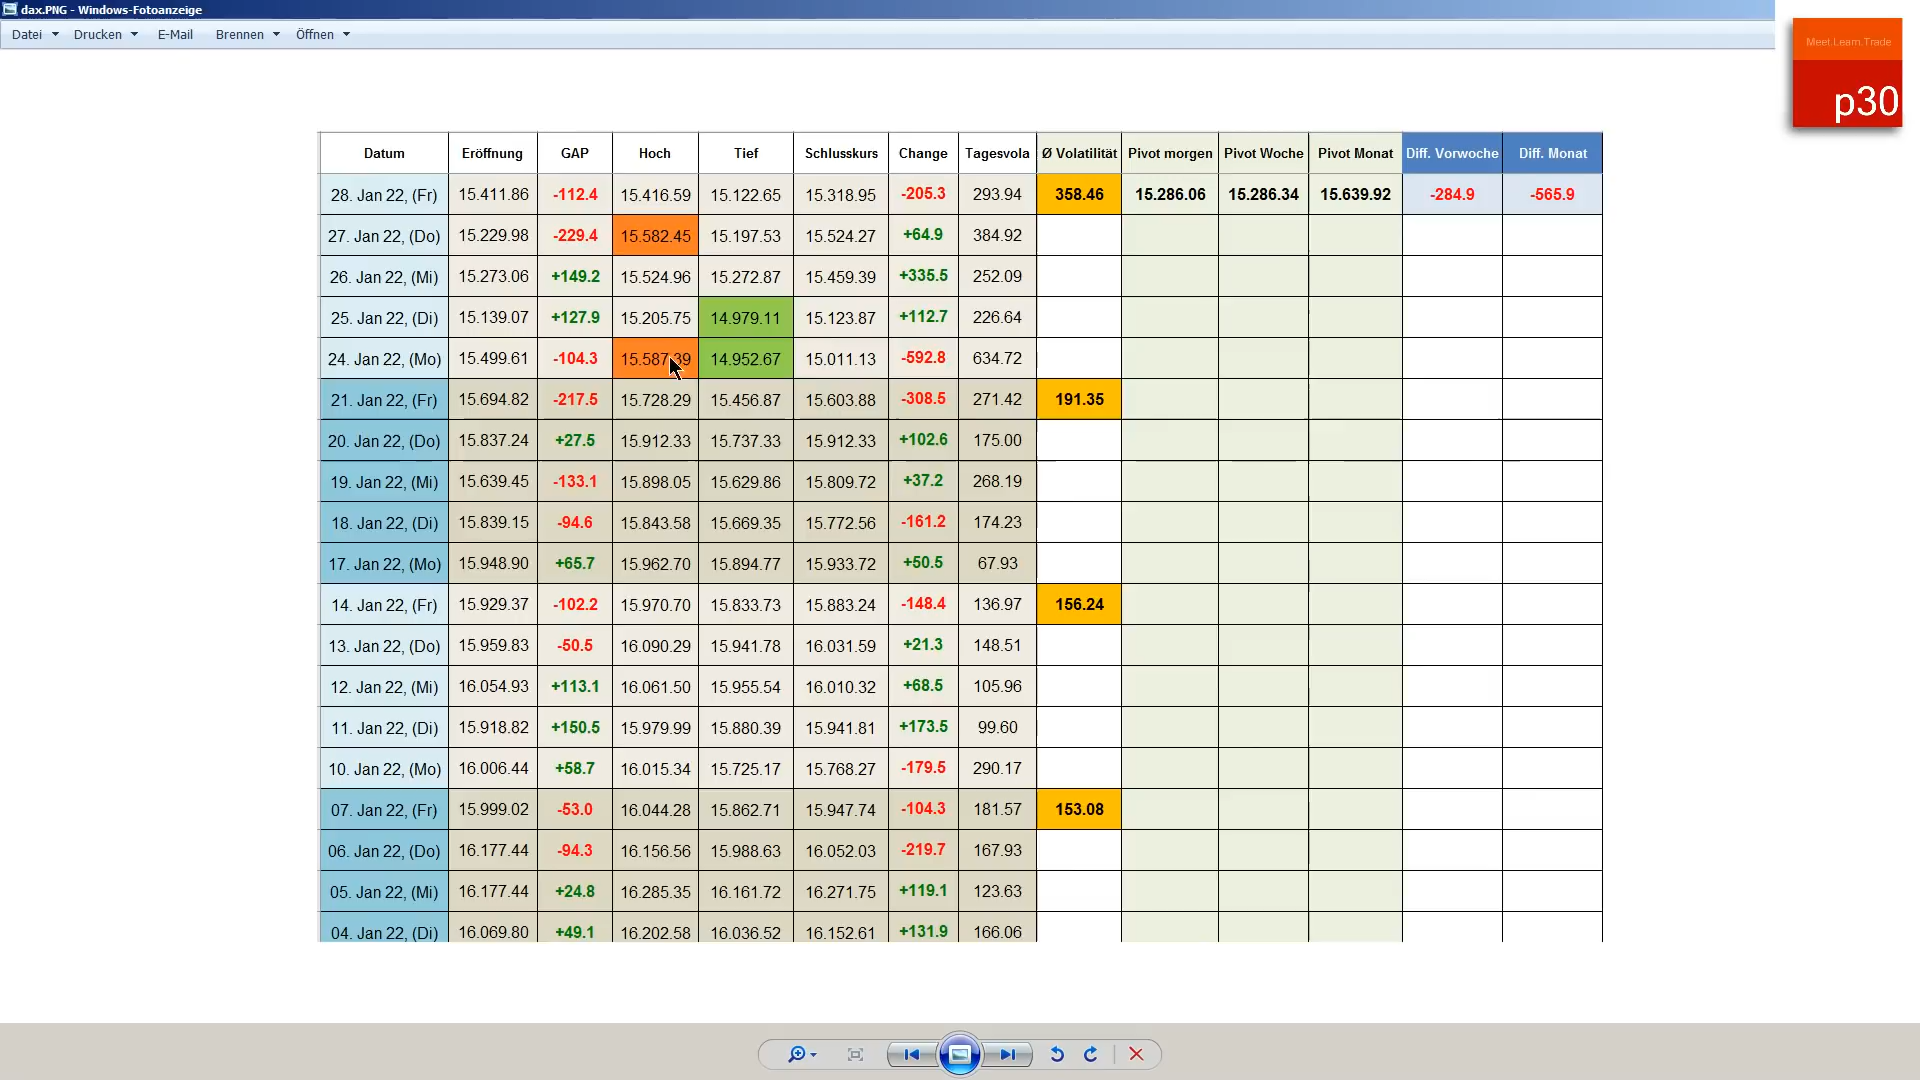 dax.PNG - Windows-Fotoanzeige
Datei Drucken E-Mail Brennen Öffnen
Meet.Learn.Trade
p30
Datum Eröffnung GAP Hoch Tief Schlusskurs Change Tagesvola Ø Volatilität Pivot morgen Pivot Woche Pivot Monat Diff. Vorwoche Diff. Monat
28. Jan 22, (Fr) 15.411.86 -112.4 15.416.59 15.122.65 15.318.95 -205.3 293.94 358.46 15.286.06 15.286.34 15.639.92 -284.9 -565.9
27. Jan 22, (Do) 15.229.98 -229.4 15.582.45 15.197.53 15.524.27 +64.9 384.92
26. Jan 22, (Mi) 15.273.06 +149.2 15.524.96 15.272.87 15.459.39 +335.5 252.09
25. Jan 22, (Di) 15.139.07 +127.9 15.205.75 14.979.11 15.123.87 +112.7 226.64
24. Jan 22, (Mo) 15.499.61 -104.3 15.587.39 14.952.67 15.011.13 -592.8 634.72
21. Jan 22, (Fr) 15.694.82 -217.5 15.728.29 15.456.87 15.603.88 -308.5 271.42 191.35
20. Jan 22, (Do) 15.837.24 +27.5 15.912.33 15.737.33 15.912.33 +102.6 175.00
19. Jan 22, (Mi) 15.639.45 -133.1 15.898.05 15.629.86 15.809.72 +37.2 268.19
18. Jan 22, (Di) 15.839.15 -94.6 15.843.58 15.669.35 15.772.56 -161.2 174.23
17. Jan 22, (Mo) 15.948.90 +65.7 15.962.70 15.894.77 15.933.72 +50.5 67.93
14. Jan 22, (Fr) 15.929.37 -102.2 15.970.70 15.833.73 15.883.24 -148.4 136.97 156.24
13. Jan 22, (Do) 15.959.83 -50.5 16.090.29 15.941.78 16.031.59 +21.3 148.51
12. Jan 22, (Mi) 16.054.93 +113.1 16.061.50 15.955.54 16.010.32 +68.5 105.96
11. Jan 22, (Di) 15.918.82 +150.5 15.979.99 15.880.39 15.941.81 +173.5 99.60
10. Jan 22, (Mo) 16.006.44 +58.7 16.015.34 15.725.17 15.768.27 -179.5 290.17
07. Jan 22, (Fr) 15.999.02 -53.0 16.044.28 15.862.71 15.947.74 -104.3 181.57 153.08
06. Jan 22, (Do) 16.177.44 -94.3 16.156.56 15.988.63 16.052.03 -219.7 167.93
05. Jan 22, (Mi) 16.177.44 +24.8 16.285.35 16.161.72 16.271.75 +119.1 123.63
04. Jan 22, (Di) 16.069.80 +49.1 16.202.58 16.036.52 16.152.61 +131.9 166.06